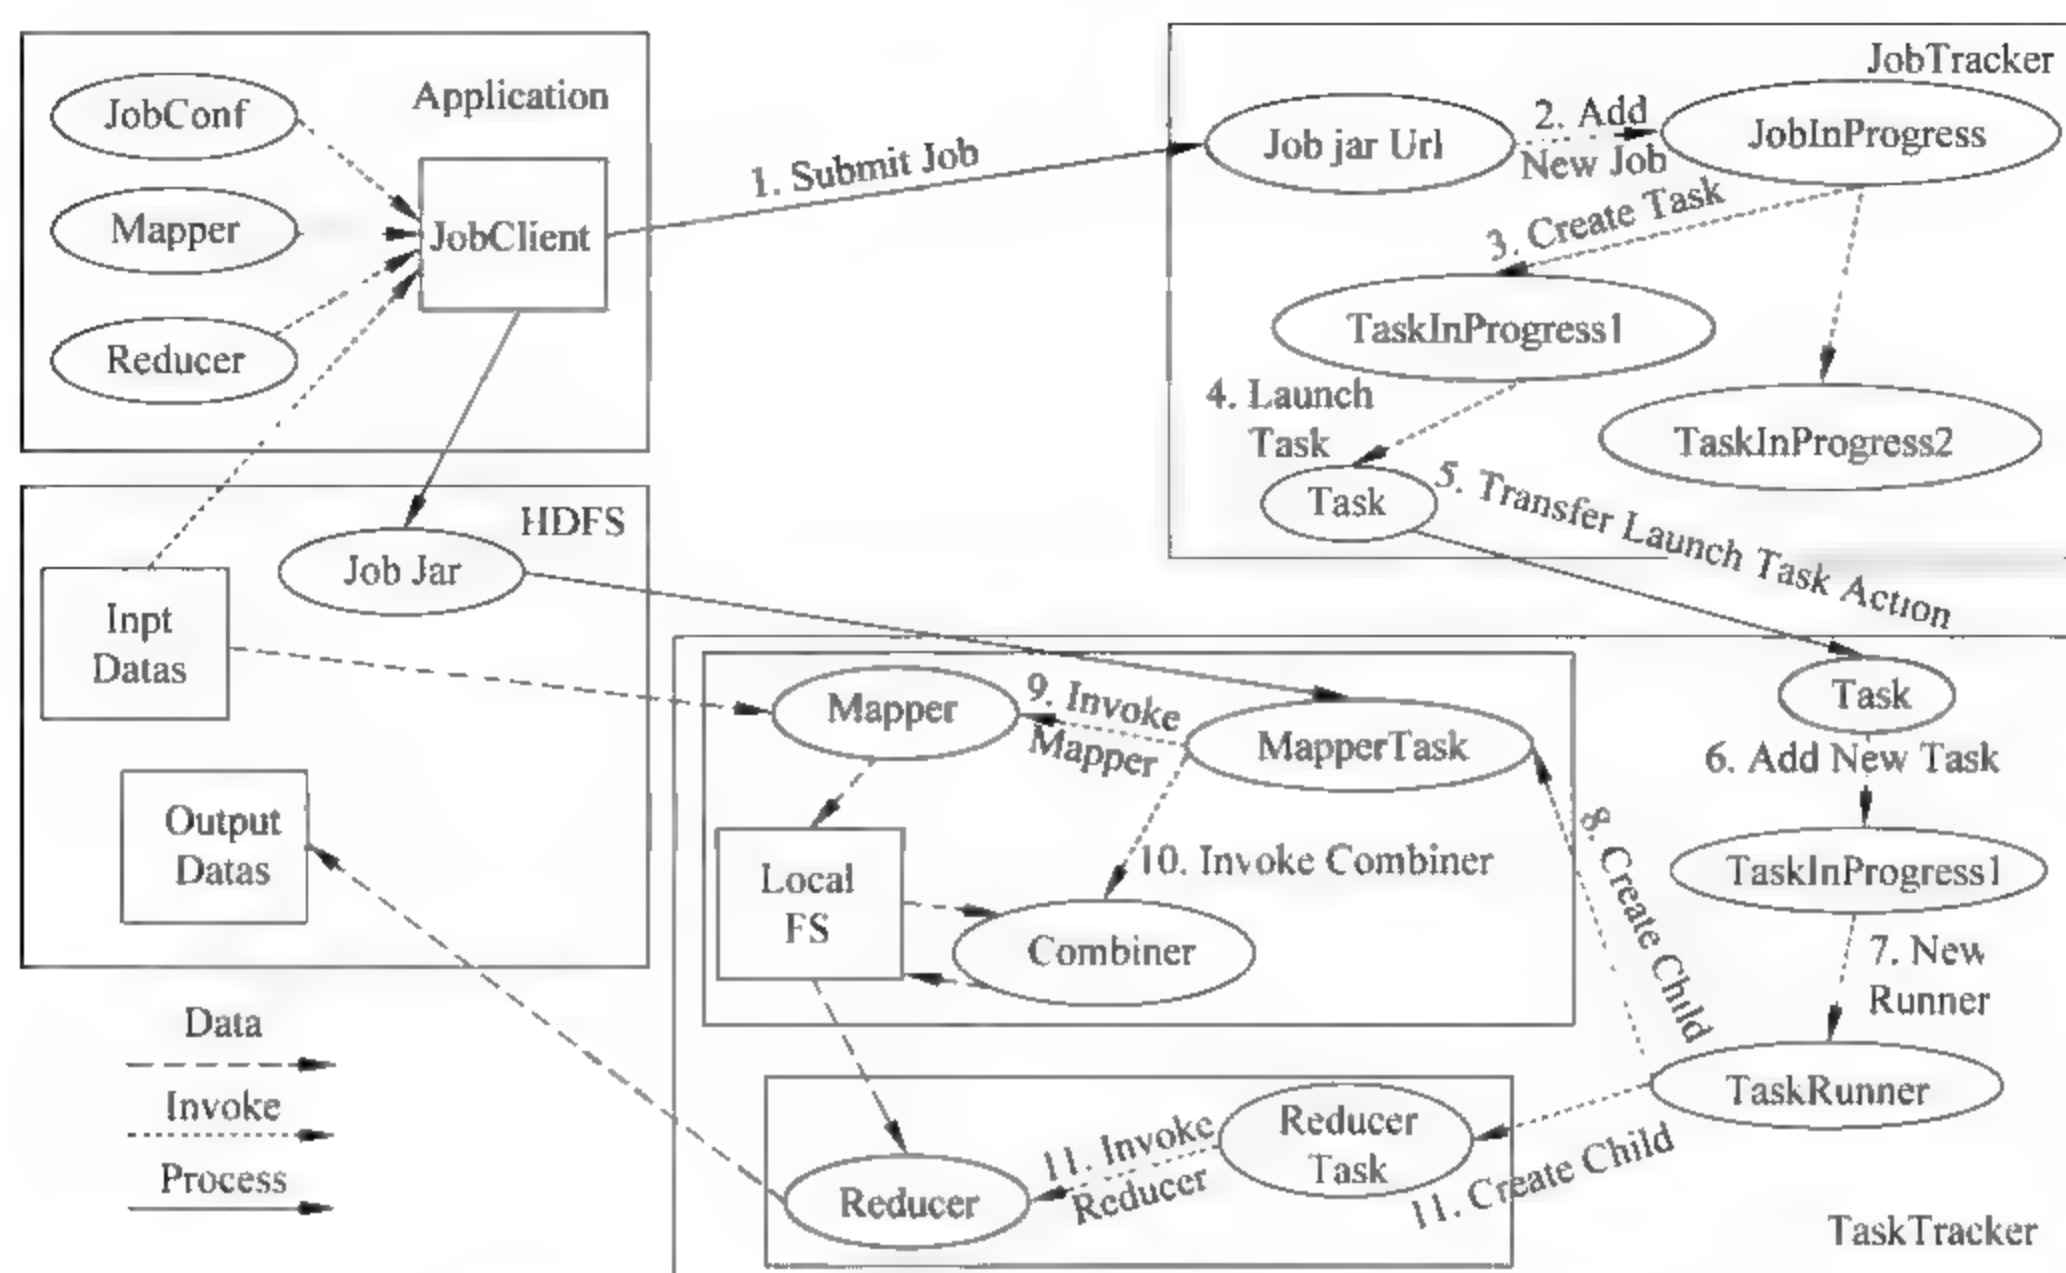 Application
JobConf
Mapper
Reducer
JobClient
1. Submit Job
JobTracker
Job jar Url
2. Add
New Job
JobInProgress
3. Create Task
TaskInProgress1
TaskInProgress2
4. Launch
Task
Task
5. Transfer Launch Task Action
HDFS
Job Jar
Inpt
Datas
Output
Datas
Mapper
9. Invoke
Mapper
MapperTask
Local
FS
10. Invoke Combiner
Combiner
Task
6. Add New Task
TaskInProgress1
7. New
Runner
8. Create Child
TaskRunner
Reducer
Task
11. Invoke
Reducer
11. Create Child
Reducer
TaskTracker
Data
Invoke
Process